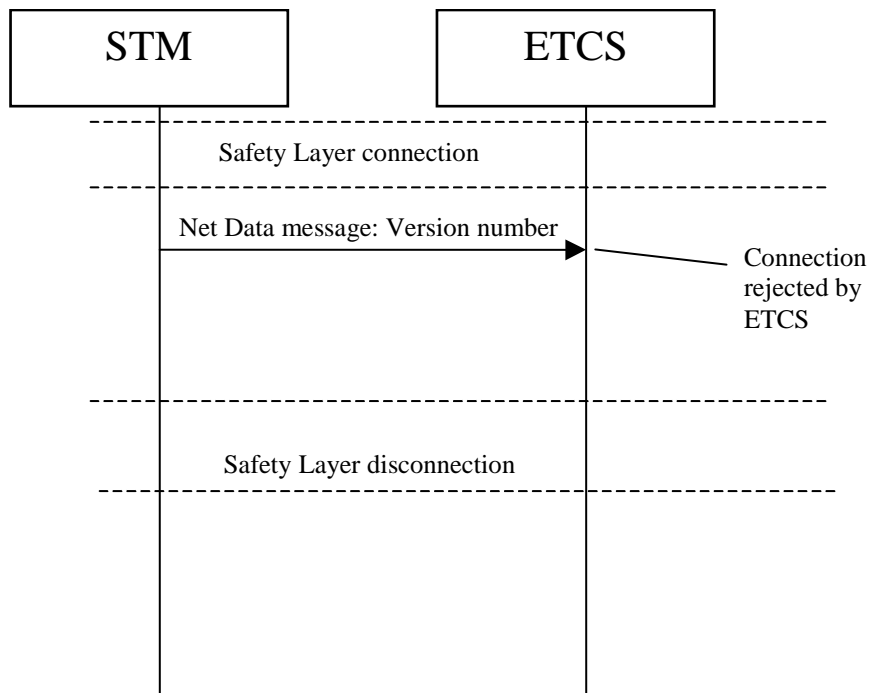 STM
ETCS
Safety Layer connection
Net Data message: Version number
Connection
rejected by
ETCS
Safety Layer disconnection